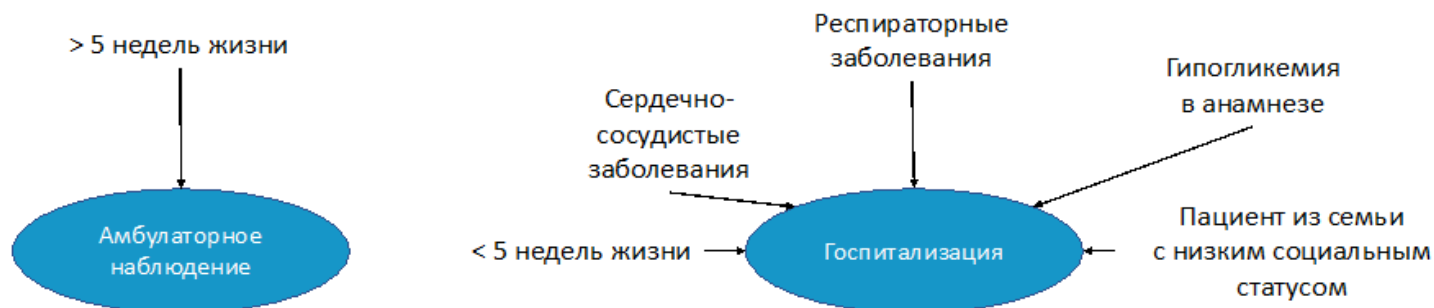 > 5 недель жизни
Амбулаторное
наблюдение
Респираторные
заболевания
Гипогликемия
в анамнезе
Сердечно-
сосудистые
заболевания
< 5 недель жизни
Госпитализация
Пациент из семьи
с низким социальным
статусом